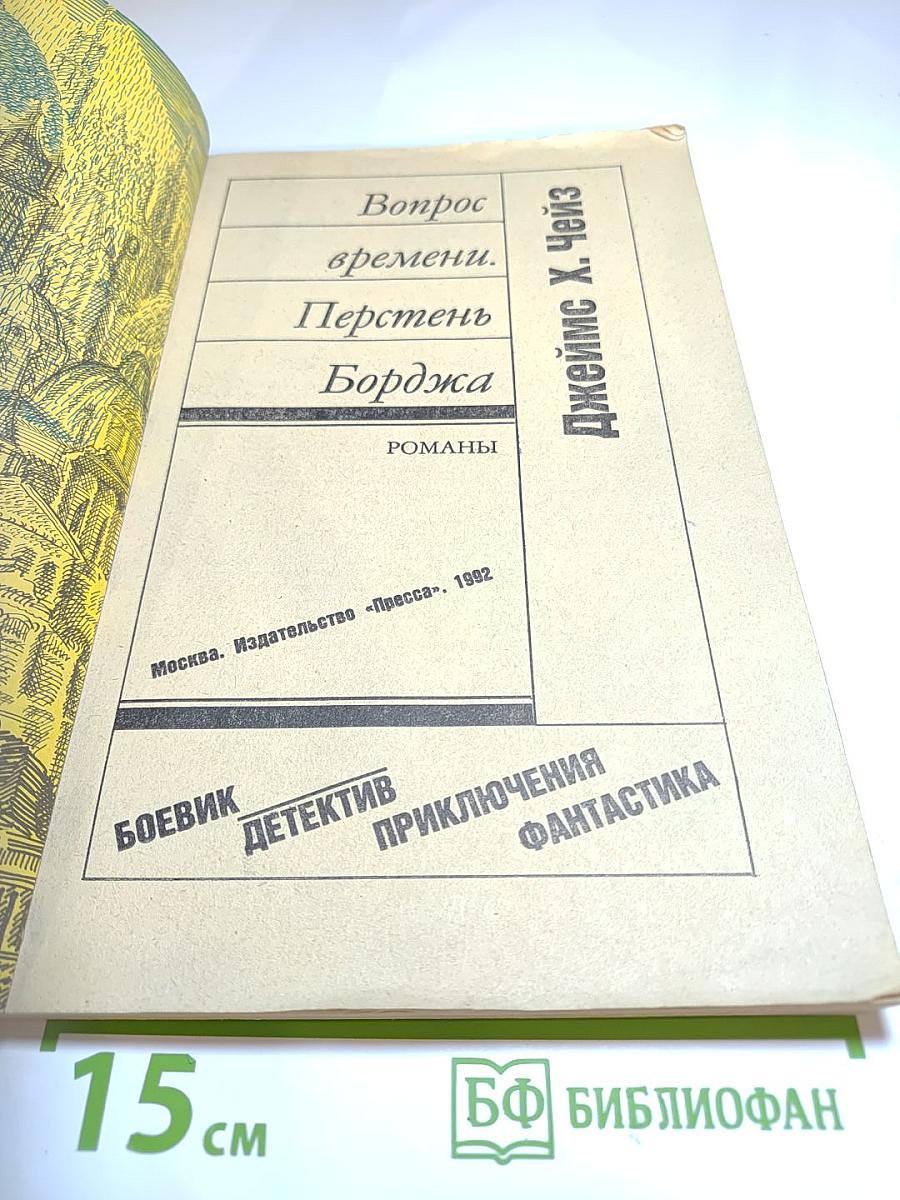 Вопрос
времени.
Перстень
Борджа
РОМАНЫ
Джеймс Х. Чейз
Москва. Издательство «Пресса». 1992
БОЕВИК
ДЕТЕКТИВ
ПРИКЛЮЧЕНИЯ
ФАНТАСТИКА
15 см
БФ БИБЛИОФАН